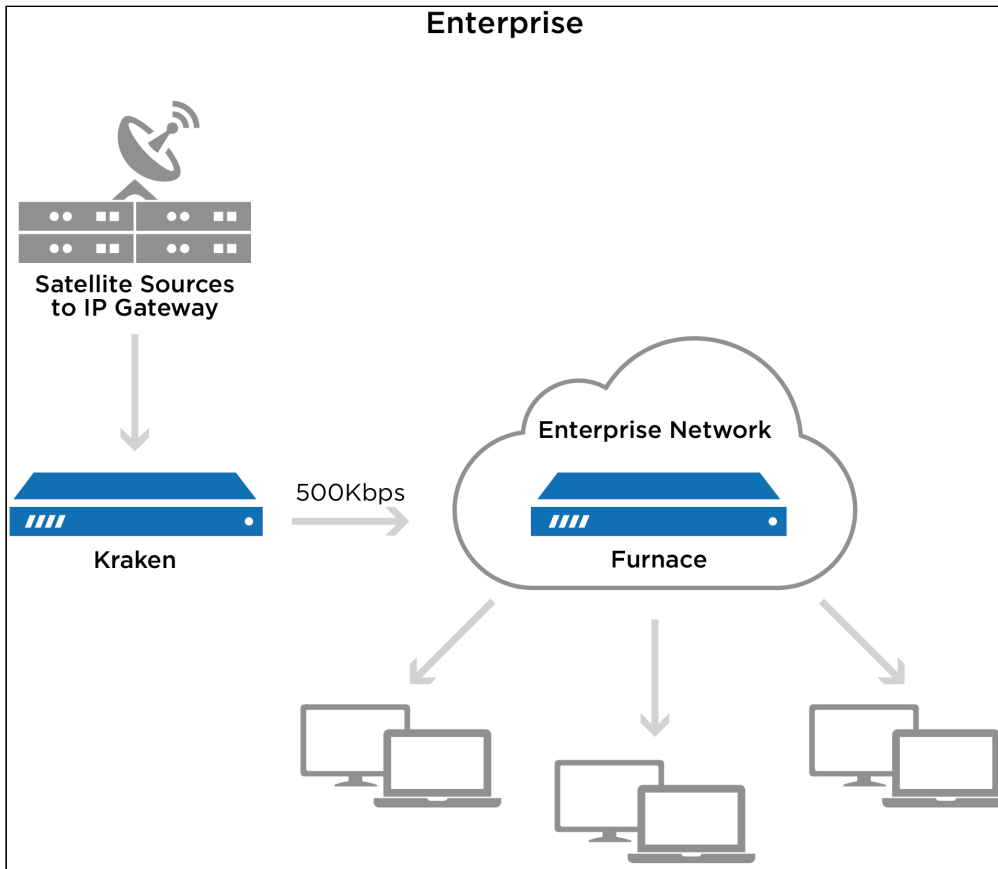 Enterprise
Satellite Sources
to IP Gateway
Enterprise Network
500Kbps
Kraken
Furnace